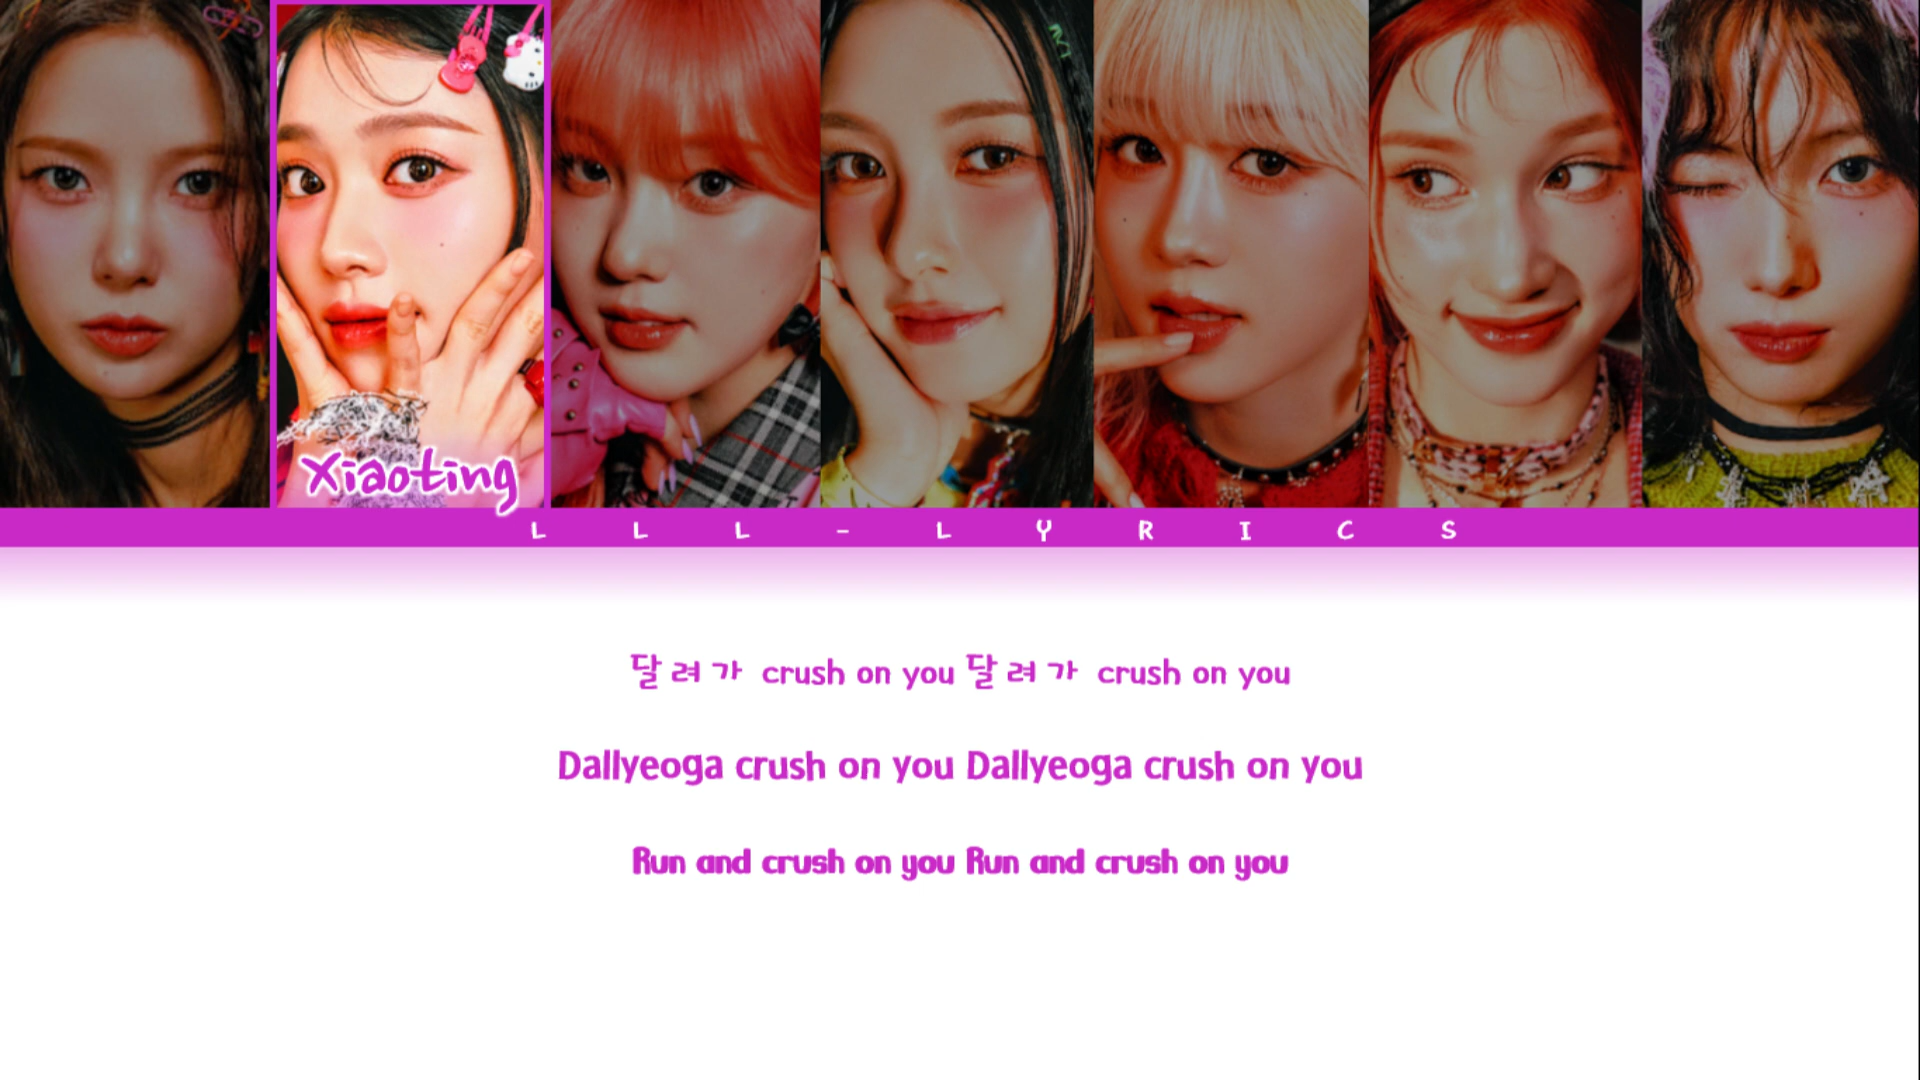 Xiaoting
L L L - L Y R I C S
달려가 crush on you 달려가 crush on you
Dallyeoga crush on you Dallyeoga crush on you
Run and crush on you Run and crush on you